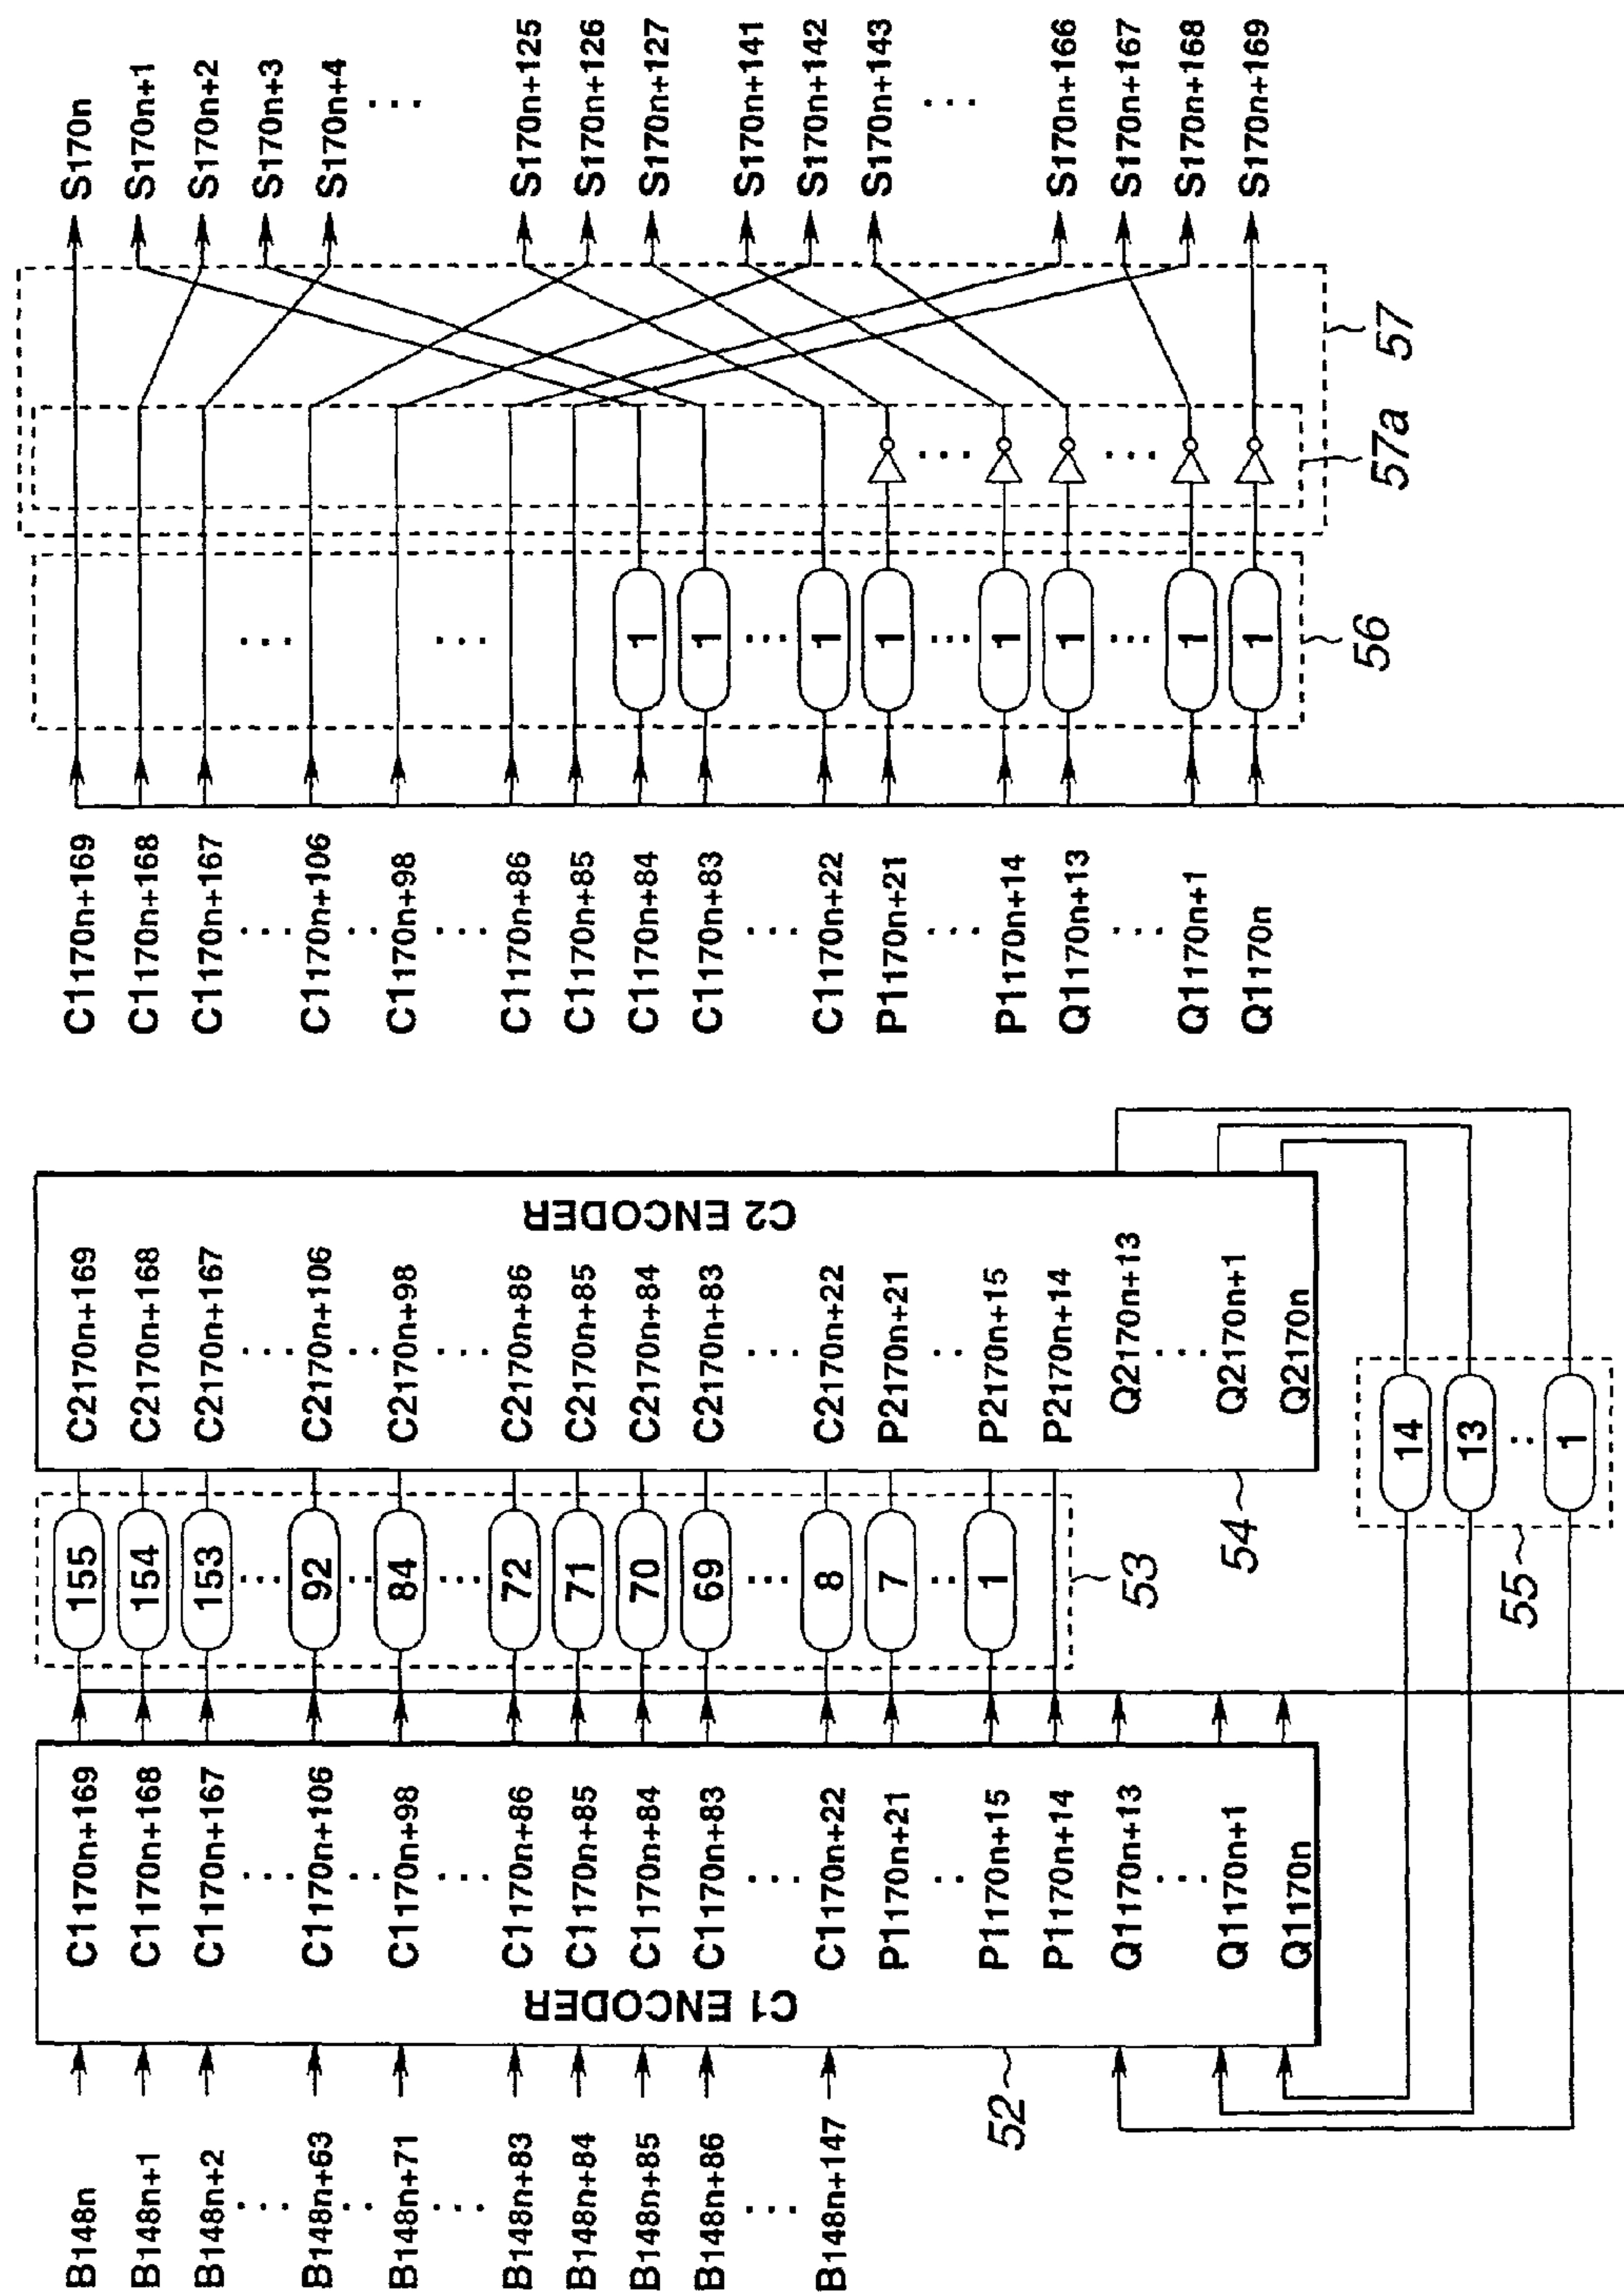 B148n
B148n+1
B148n+2
...
B148n+63
..
B148n+71
...
B148n+83
B148n+84
B148n+85
B148n+86
...
B148n+147
C1 ENCODER
C1170n+169
C1170n+168
C1170n+167
...
C1170n+106
..
C1170n+98
...
C1170n+86
C1170n+85
C1170n+84
C1170n+83
...
C1170n+22
P1170n+21
..
P1170n+15
P1170n+14
Q1170n+13
...
Q1170n+1
Q1170n
52
155
154
153
...
92
..
84
...
72
71
70
69
...
8
7
..
1
53
C2 ENCODER
C2170n+169
C2170n+168
C2170n+167
...
C2170n+106
..
C2170n+98
...
C2170n+86
C2170n+85
C2170n+84
C2170n+83
...
C2170n+22
P2170n+21
..
P2170n+15
P2170n+14
Q2170n+13
...
Q2170n+1
Q2170n
54
14
13
:
1
55
C1170n+169
C1170n+168
C1170n+167
...
C1170n+106
..
C1170n+98
...
C1170n+86
C1170n+85
C1170n+84
C1170n+83
...
C1170n+22
P1170n+21
...
P1170n+14
Q1170n+13
...
Q1170n+1
Q1170n
...
...
1
1
...
1
1
...
1
1
...
1
1
56
...
...
57a
57
S170n
S170n+1
S170n+2
S170n+3
S170n+4
...
S170n+125
S170n+126
S170n+127
S170n+141
S170n+142
S170n+143
...
S170n+166
S170n+167
S170n+168
S170n+169